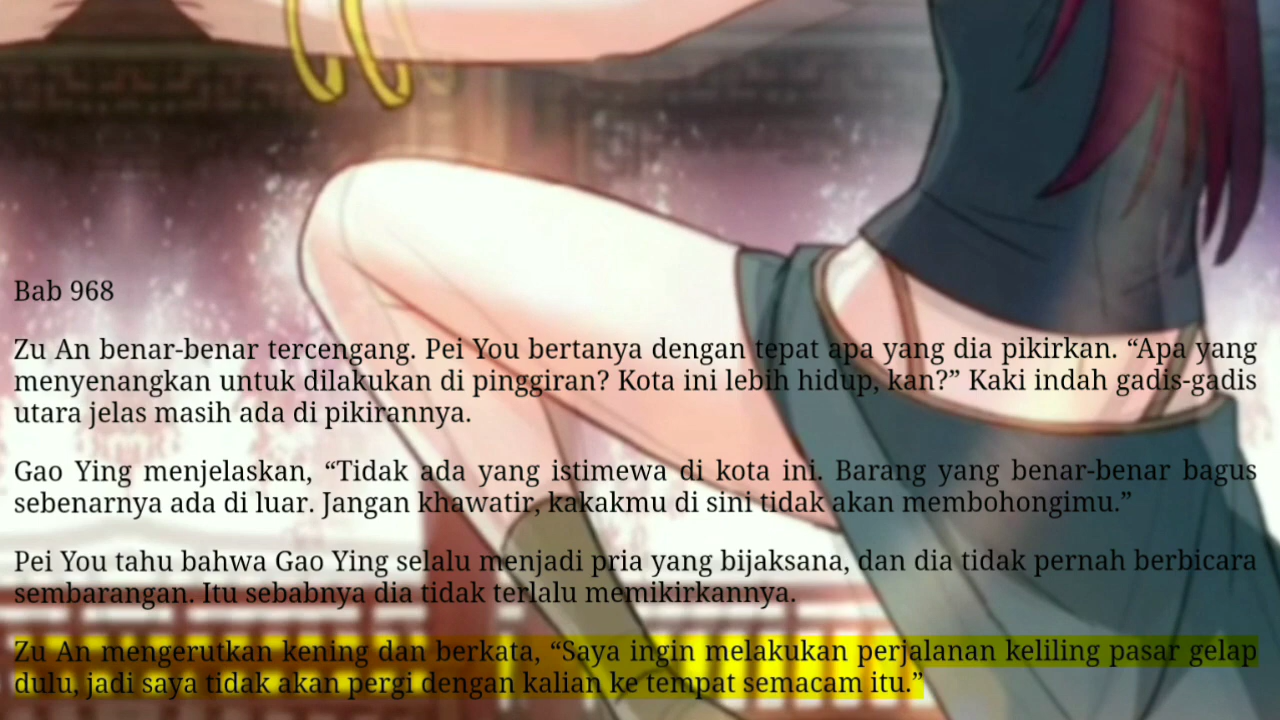 Bab 968
Zu An benar-benar tercengang. Pei You bertanya dengan tepat apa yang dia pikirkan. “Apa yang
menyenangkan untuk dilakukan di pinggiran? Kota ini lebih hidup, kan?” Kaki indah gadis-gadis
utara jelas masih ada di pikirannya.
Gao Ying menjelaskan, “Tidak ada yang istimewa di kota ini. Barang yang benar-benar bagus
sebenarnya ada di luar. Jangan khawatir, kakakmu di sini tidak akan membohongimu.”
Pei You tahu bahwa Gao Ying selalu menjadi pria yang bijaksana, dan dia tidak pernah berbicara
sembarangan. Itu sebabnya dia tidak terlalu memikirkannya.
Zu An mengerutkan kening dan berkata, “Saya ingin melakukan perjalanan keliling pasar gelap
dulu, jadi saya tidak akan pergi dengan kalian ke tempat semacam itu.”